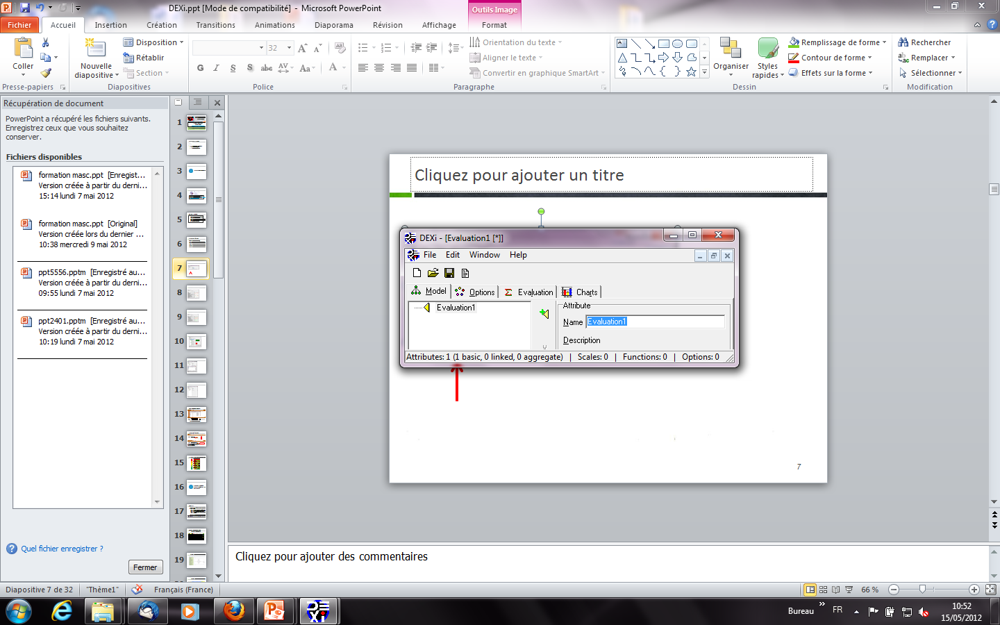 DEXi.ppt [Mode de compatibilité] - Microsoft PowerPoint
Outils Image
Fichier Accueil Insertion Création Transitions Animations Diaporama Révision Affichage Format
Coller
Presse-papiers
Nouvelle
diapositive
Disposition
Rétablir
Section
Diapositives
32
G I S S abc AV Aa A
Police
Orientation du texte
Aligner le texte
Convertir en graphique SmartArt
Paragraphe
Organiser
Styles
rapides
Remplissage de forme
Contour de forme
Effets sur la forme
Dessin
Rechercher
Remplacer
Sélectionner
Modification
Récupération de document
PowerPoint a récupéré les fichiers suivants.
Enregistrez ceux que vous souhaitez
conserver.
Fichiers disponibles
formation masc.ppt [Enregist...
Version créée à partir du derni...
15:14 lundi 7 mai 2012
formation masc.ppt [Original]
Version créée lors du dernier ...
10:38 mercredi 9 mai 2012
ppt5556.pptm [Enregistré au...
Version créée à partir du derni...
09:55 lundi 7 mai 2012
ppt2401.pptm [Enregistré au...
Version créée à partir du derni...
10:19 lundi 7 mai 2012
Quel fichier enregistrer ?
Fermer
1
2
3
4
5
6
7
8
9
10
11
12
13
14
15
16
17
18
19
Cliquez pour ajouter un titre
DEXi - [Evaluation1 [*]]
File Edit Window Help
Model Options Evaluation Charts
Evaluation1
Attribute
Name Evaluation1
Description
Attributes: 1 (1 basic, 0 linked, 0 aggregate) | Scales: 0 | Functions: 0 | Options: 0
7
Cliquez pour ajouter des commentaires
Diapositive 7 de 32 "Thème1" Français (France) 66 %
Bureau » FR
10:52
15/05/2012